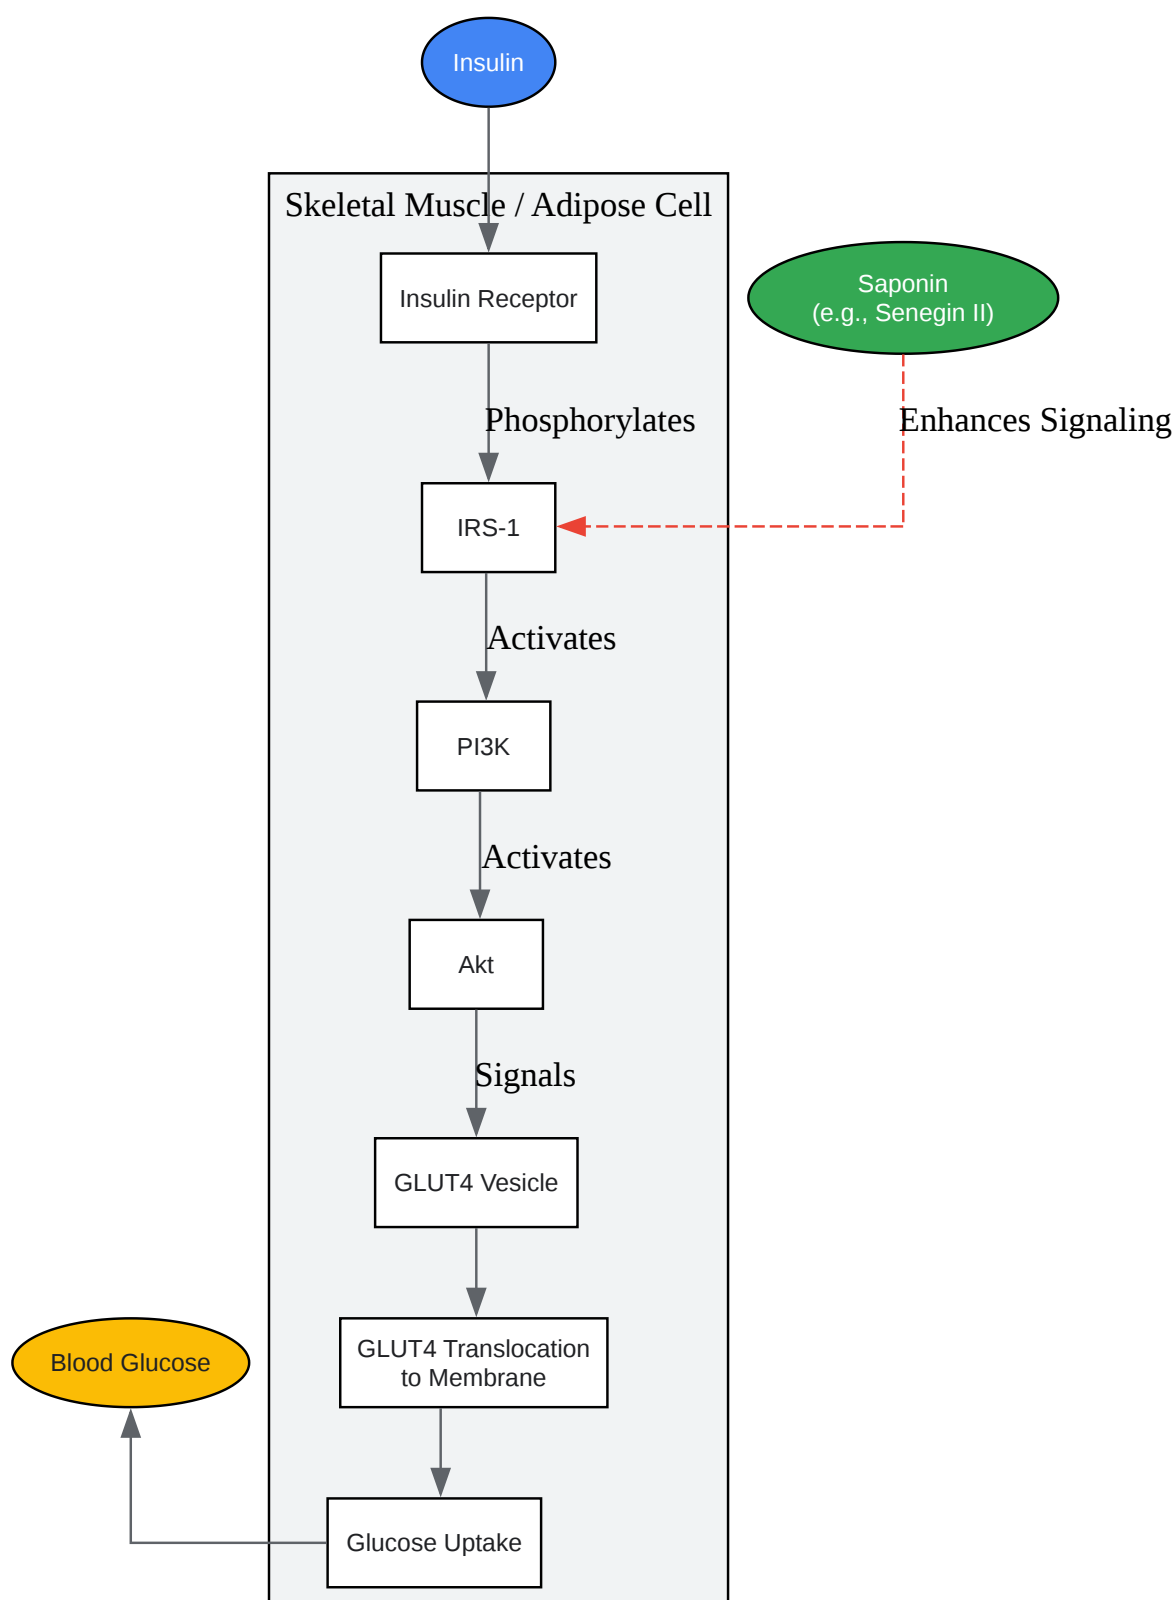 Insulin
Skeletal Muscle / Adipose Cell
Insulin Receptor
Saponin
(e.g., Senegin II)
Phosphorylates
Enhances Signaling
IRS-1
Activates
PI3K
Activates
Akt
Signals
GLUT4 Vesicle
GLUT4 Translocation
to Membrane
Blood Glucose
Glucose Uptake